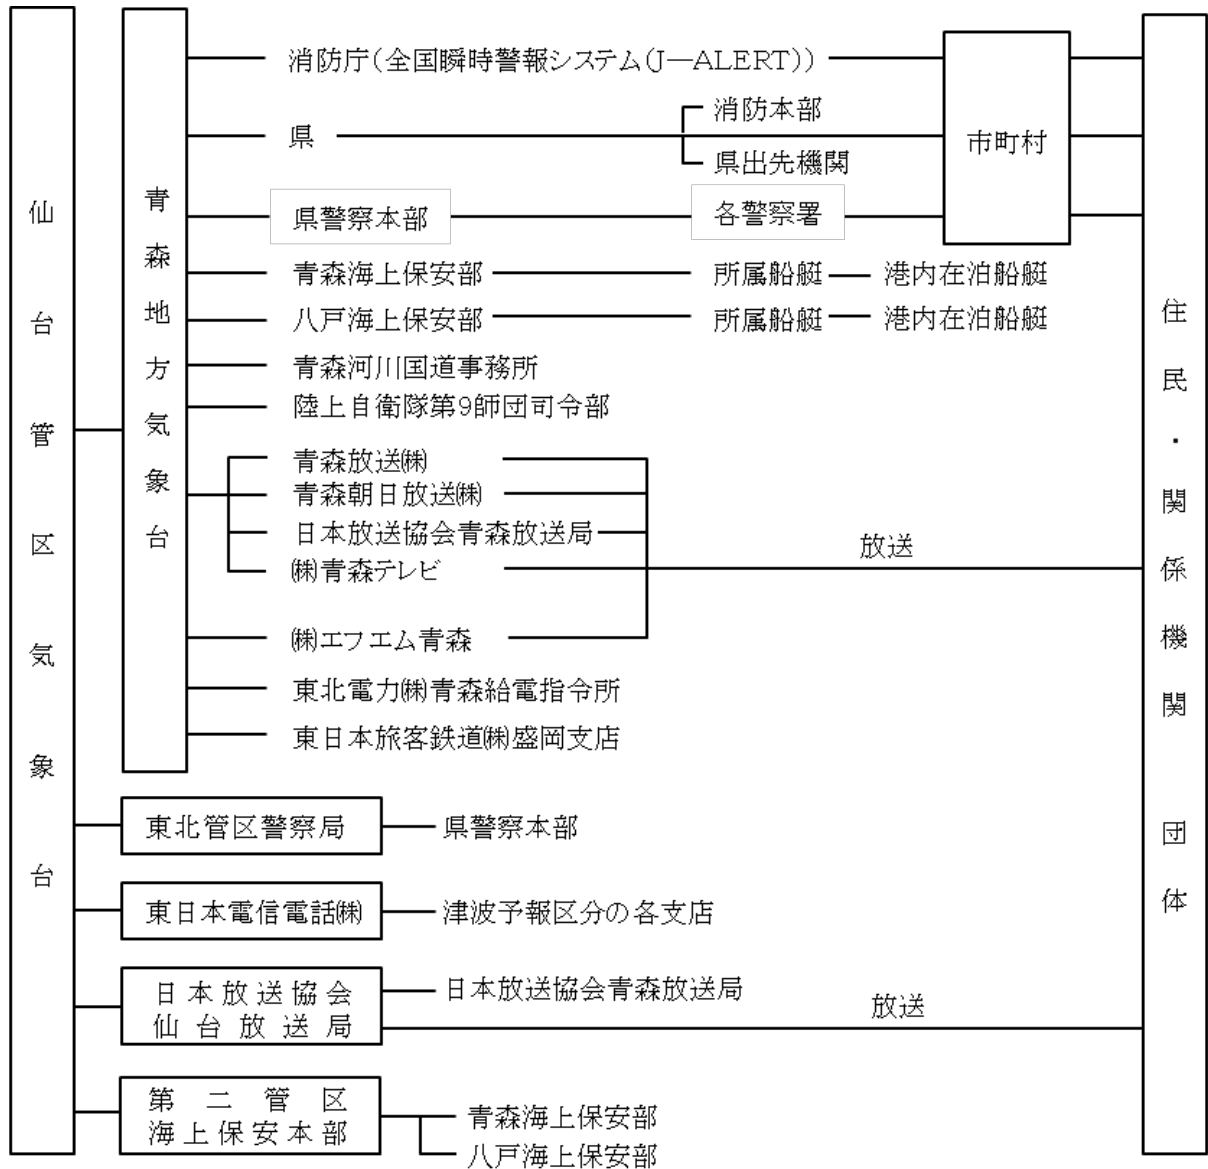 仙台管区気象台
青森地方気象台
消防庁(全国瞬時警報システム(J―ALERT))
県
消防本部
県出先機関
市町村
県警察本部
各警察署
青森海上保安部
所属船艇
港内在泊船艇
八戸海上保安部
所属船艇
港内在泊船艇
青森河川国道事務所
陸上自衛隊第9師団司令部
青森放送㈱
青森朝日放送㈱
日本放送協会青森放送局
㈱青森テレビ
放送
㈱エフエム青森
東北電力㈱青森給電指令所
東日本旅客鉄道㈱盛岡支店
住民・関係機関団体
東北管区警察局
県警察本部
東日本電信電話㈱
津波予報区分の各支店
日本放送協会
仙台放送局
日本放送協会青森放送局
放送
第二管区
海上保安本部
青森海上保安部
八戸海上保安部